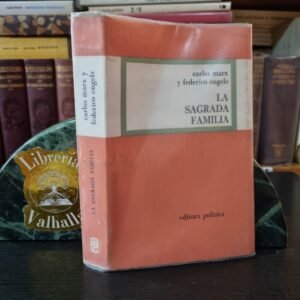 carlos marx
y federico engels
LA
SAGRADA
FAMILIA
editora política
carlos marx y
federico engels
LA SAGRADA FAMILIA
Librería
Valhalla